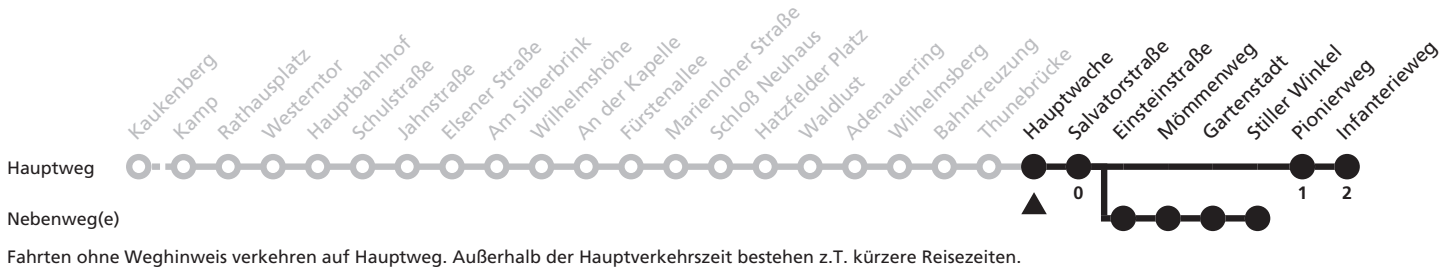 Kaukenberg
Kamp
Rathausplatz
Westerntor
Hauptbahnhof
Schulstraße
Jahnstraße
Elsener Straße
Am Silberbrink
Wilhelmshöhe
An der Kapelle
Fürstenallee
Marienloher Straße
Schloß Neuhaus
Hatzfelder Platz
Waldlust
Adenauerring
Wilhelmsberg
Bahnkreuzung
Thunebrücke
Hauptwache
Salvatorstraße
Einsteinstraße
Mömmenweg
Gartenstadt
Stiller Winkel
Pionierweg
Infanterieweg
Hauptweg
0 1 2
Nebenweg(e)
Fahrten ohne Weghinweis verkehren auf Hauptweg. Außerhalb der Hauptverkehrszeit bestehen z.T. kürzere Reisezeiten.